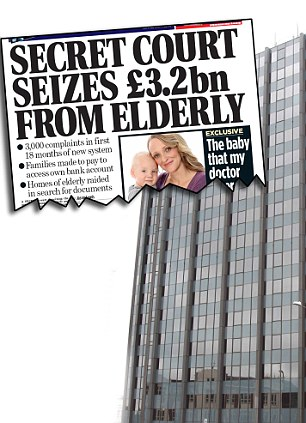 SECRET COURT
SEIZES £3.2bn
FROM ELDERLY
● 3,000 complaints in first
18 months of new system
● Families made to pay to
access own bank account
● Homes of elderly raided
in search for documents
EXCLUSIVE
The baby
that my
doctor